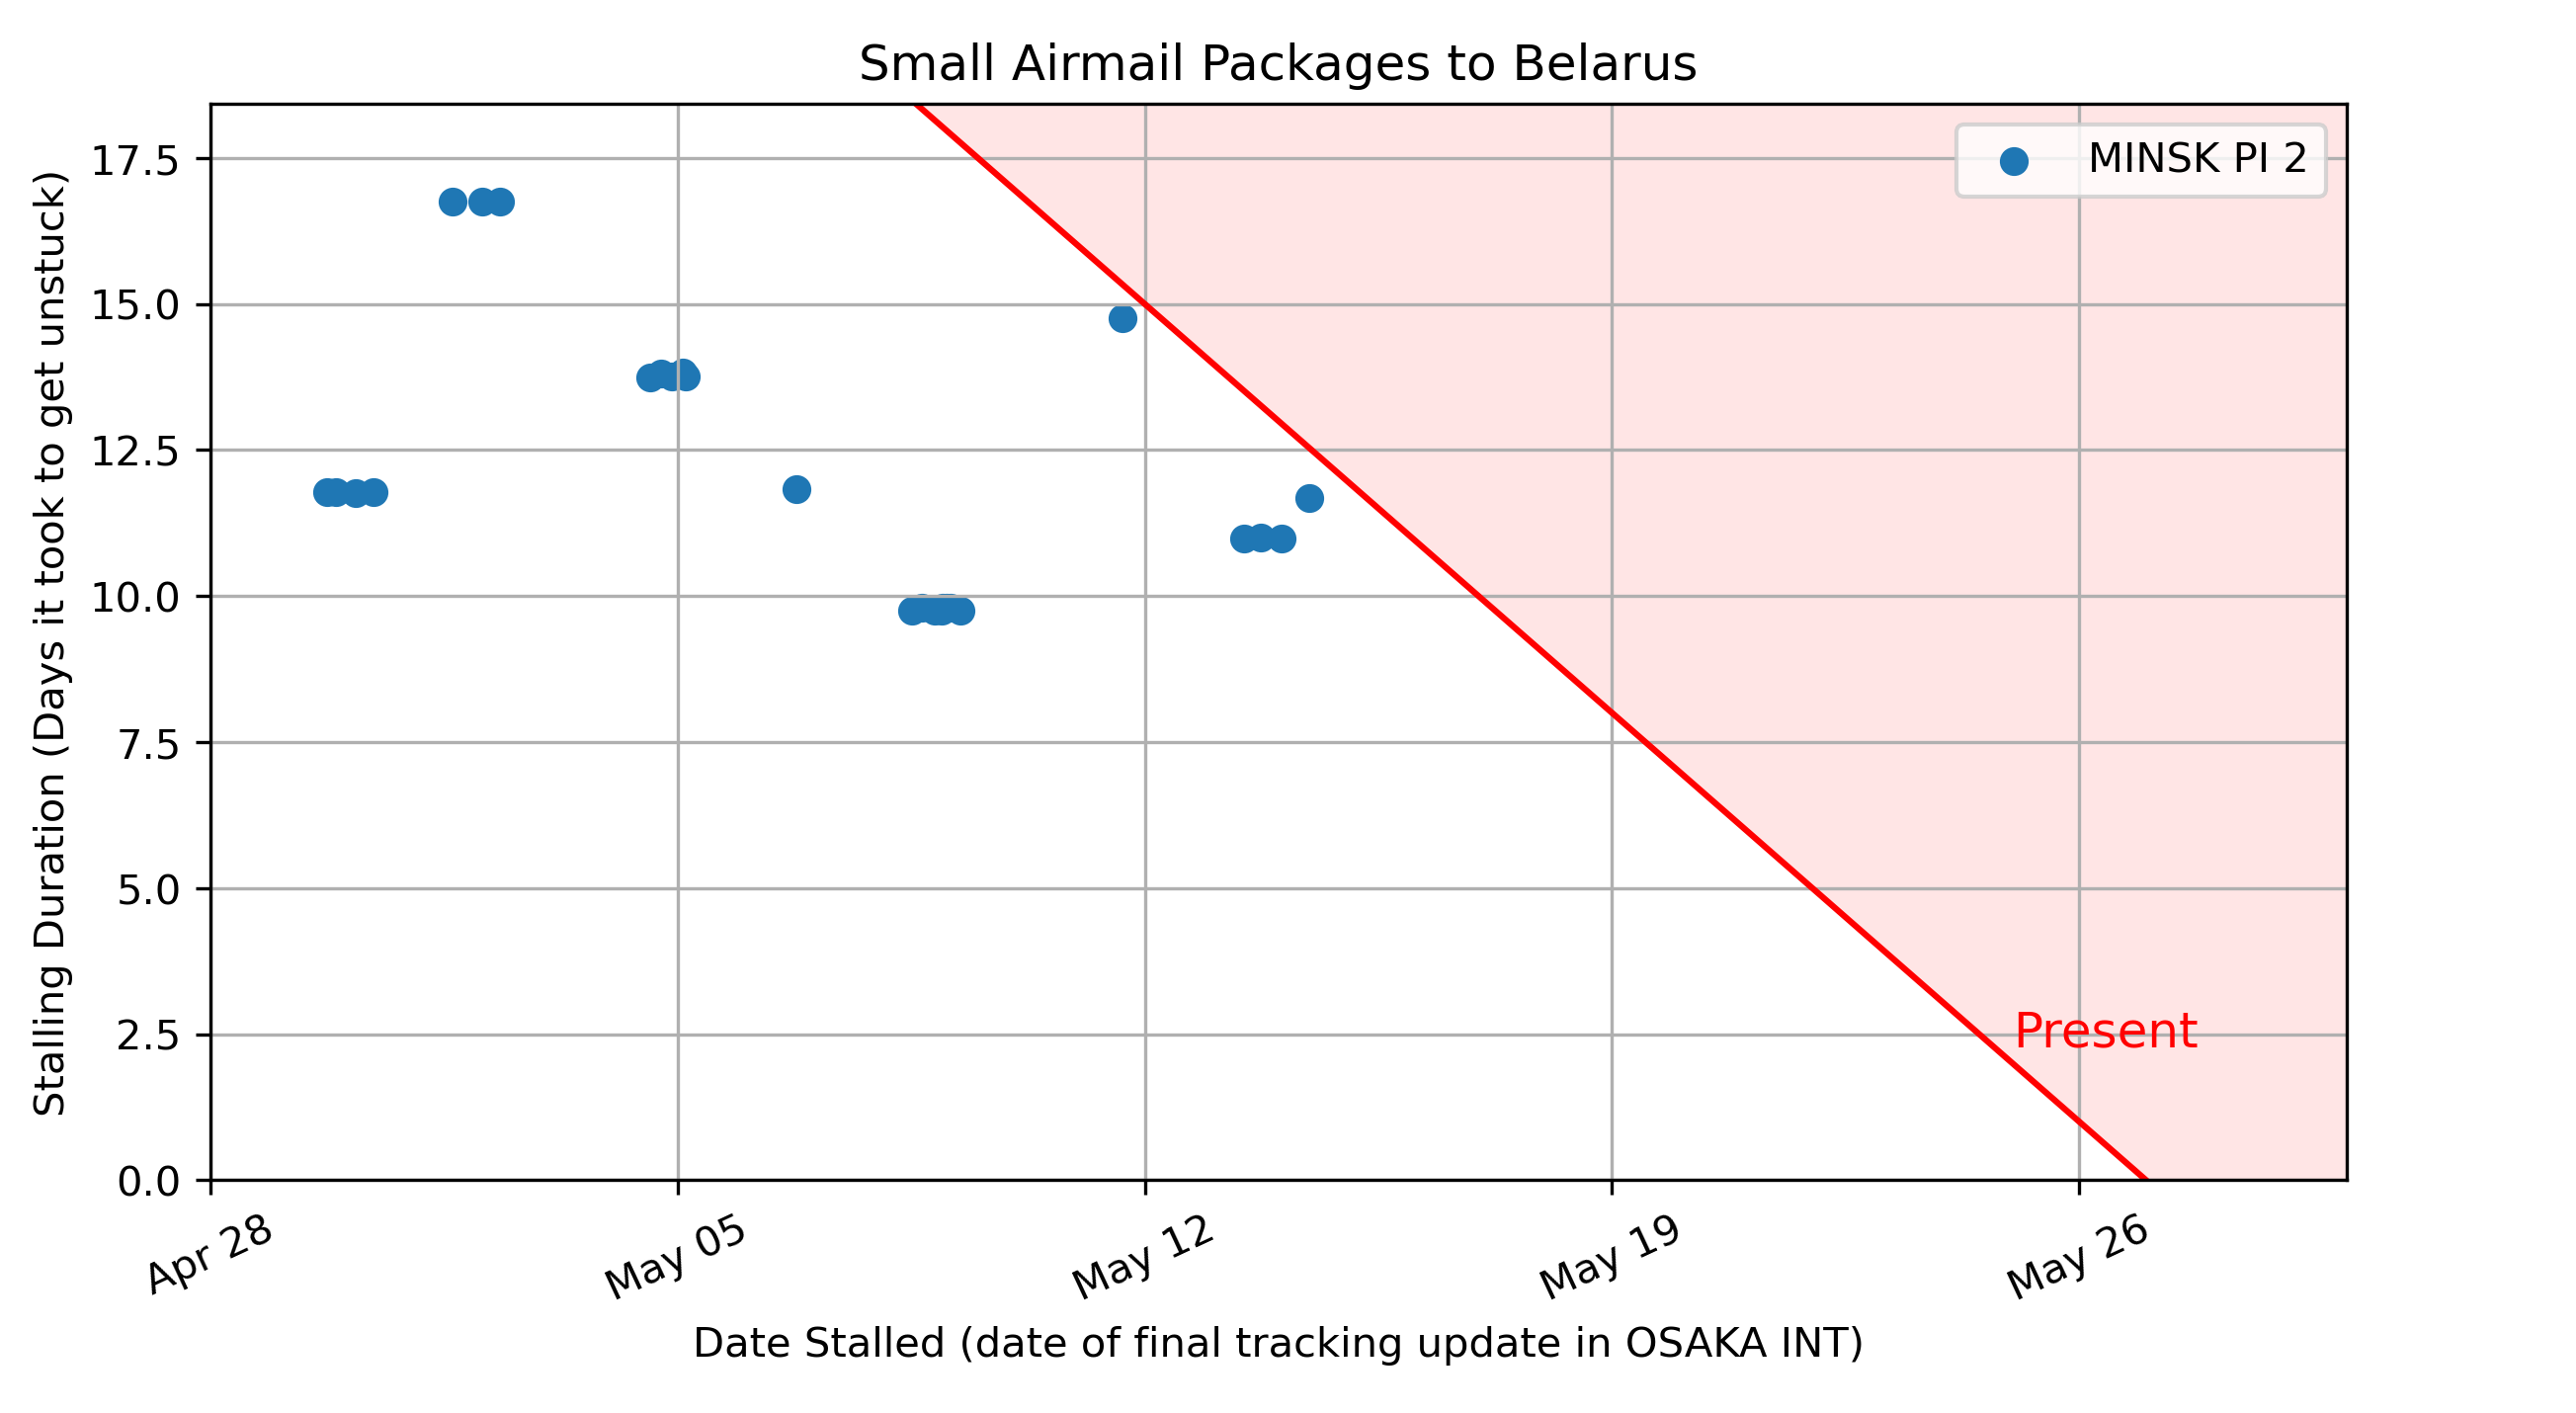 Small Airmail Packages to Belarus
MINSK PI 2
Stalling Duration (Days it took to get unstuck)
17.5
15.0
12.5
10.0
7.5
5.0
2.5
0.0
Present
Apr 28
May 05
May 12
May 19
May 26
Date Stalled (date of final tracking update in OSAKA INT)